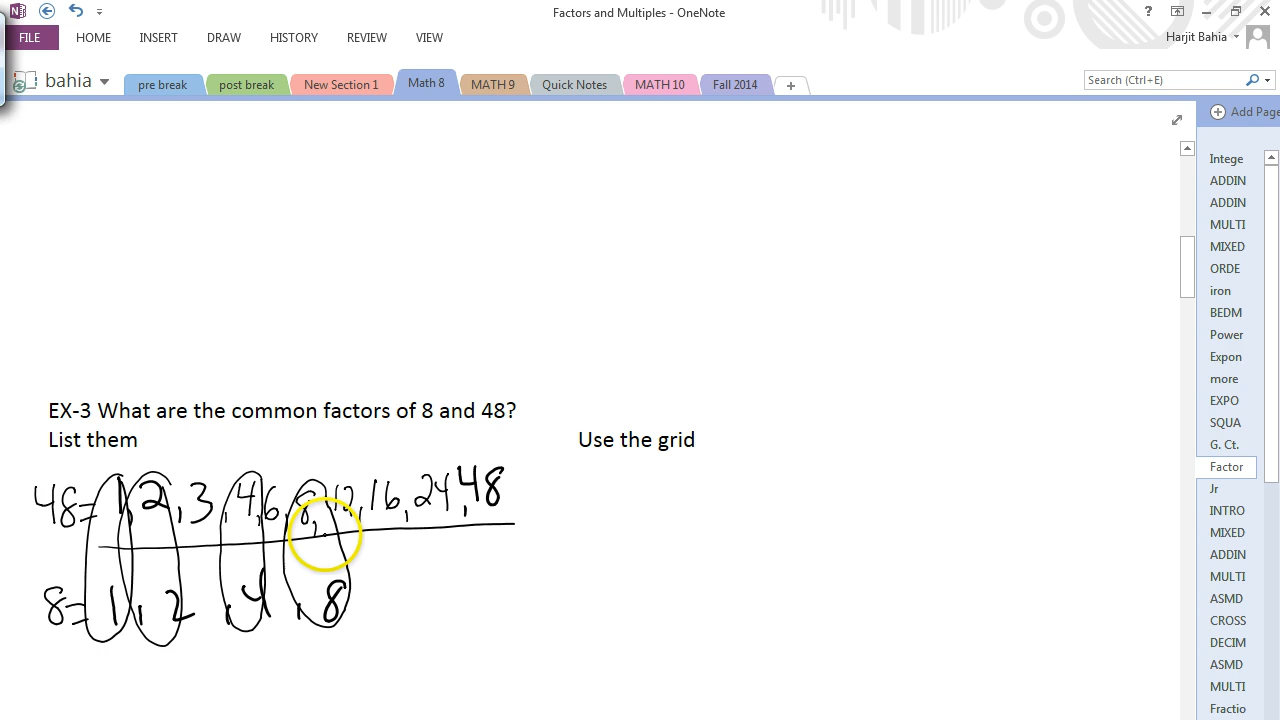 Factors and Multiples - OneNote
FILE HOME INSERT DRAW HISTORY REVIEW VIEW
Harjit Bahia
bahia pre break post break New Section 1 Math 8 MATH 9 Quick Notes MATH 10 Fall 2014
Search (Ctrl+E)
Add Page
Intege
ADDIN
ADDIN
MULTI
MIXED
ORDE
iron
BEDM
Power
Expon
more
EXPO
SQUA
G. Ct.
Factor
Jr
INTRO
MIXED
ADDIN
MULTI
ASMD
CROSS
DECIM
ASMD
MULTI
Fractio
EX-3 What are the common factors of 8 and 48?
List them
Use the grid
48= 1, 2, 3, 4, 6, 8, 12, 16, 24, 48
8= 1, 2, 4, 8